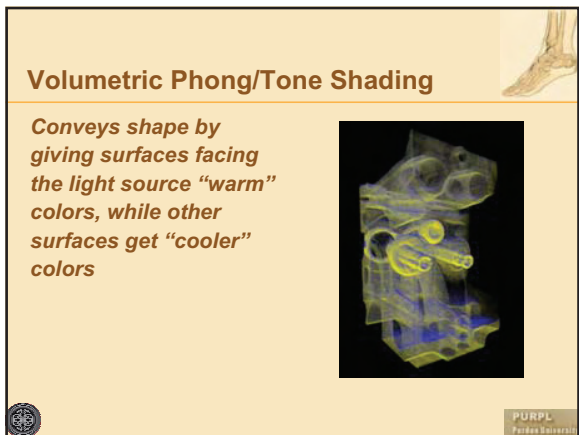 Volumetric Phong/Tone Shading
Conveys shape by
giving surfaces facing
the light source “warm”
colors, while other
surfaces get “cooler”
colors
PURPL
Purdue University